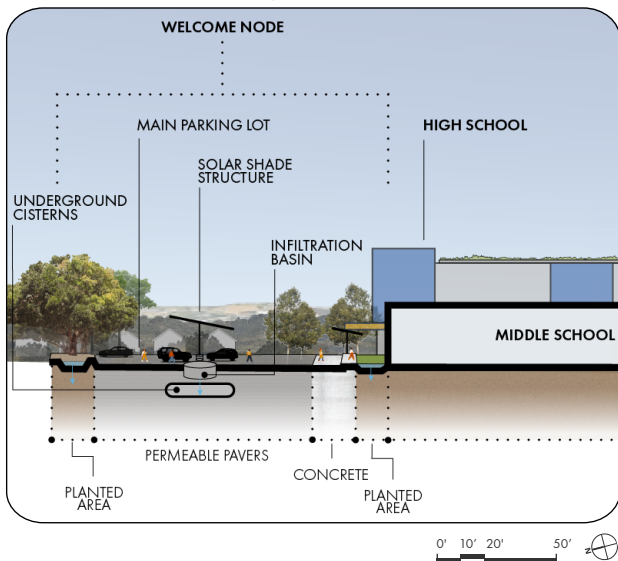 WELCOME NODE
MAIN PARKING LOT
HIGH SCHOOL
SOLAR SHADE
STRUCTURE
UNDERGROUND
CISTERNS
INFILTRATION
BASIN
MIDDLE SCHOOL
PERMEABLE PAVERS
CONCRETE
PLANTED
AREA
PLANTED
AREA
0' 10' 20' 50'
N